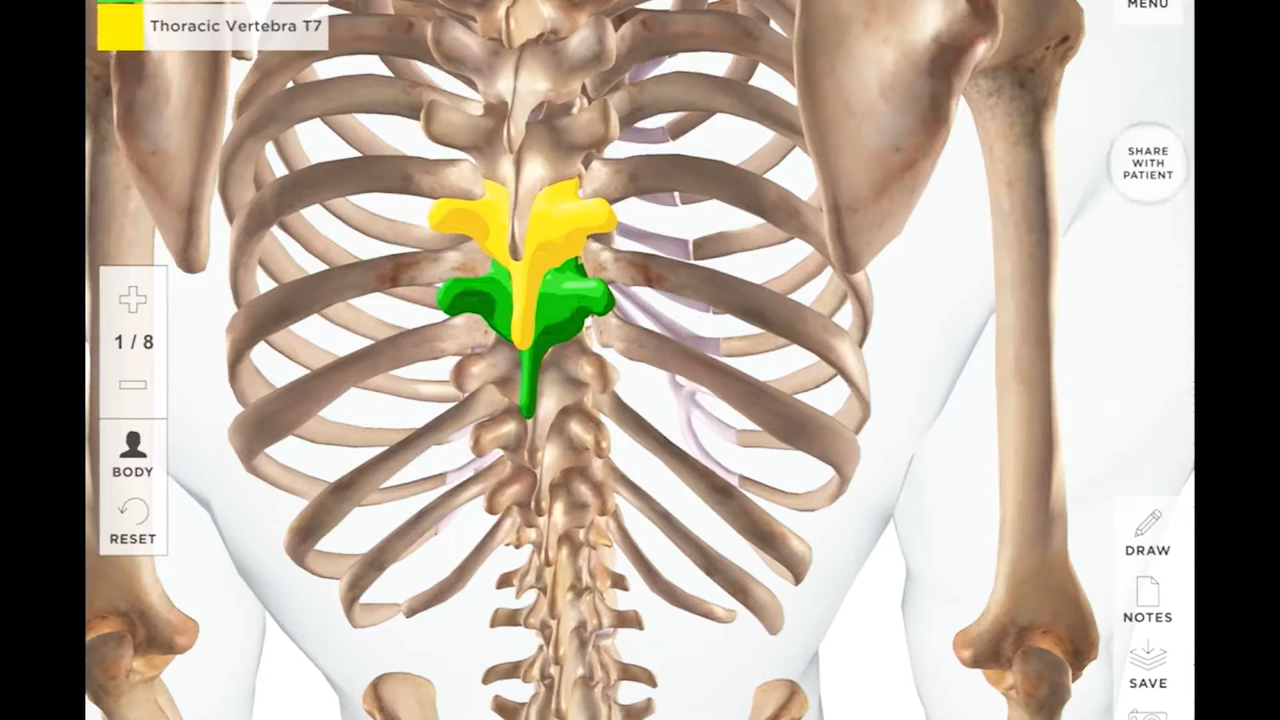 Thoracic Vertebra T7
MENU
SHARE
WITH
PATIENT
1 / 8
BODY
RESET
DRAW
NOTES
SAVE